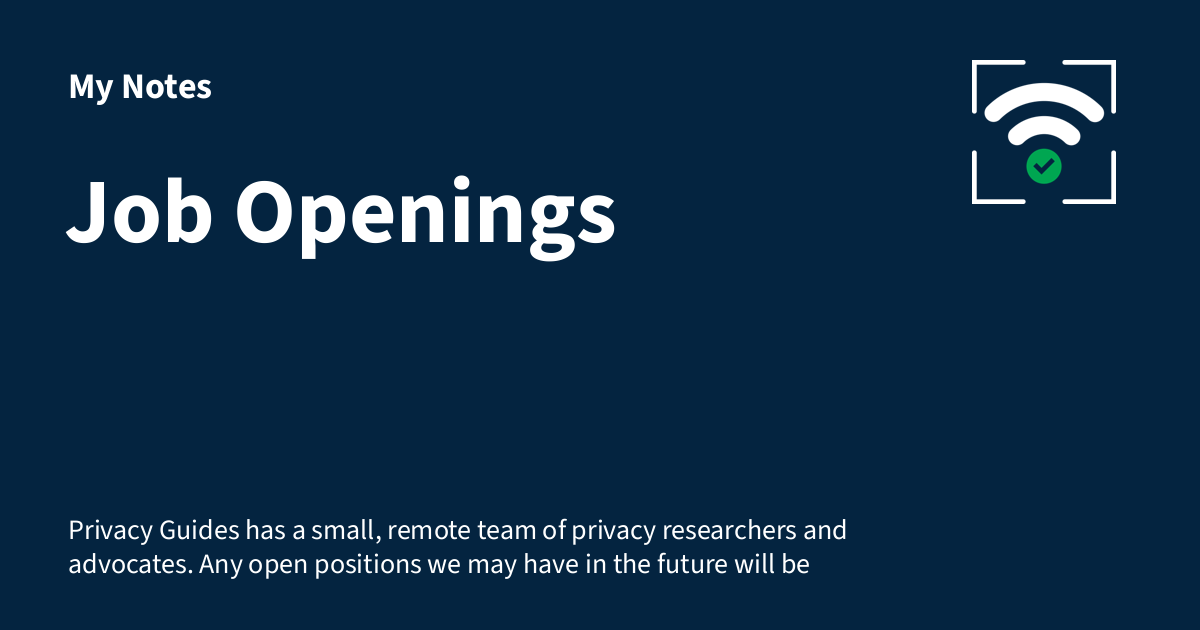 My Notes
Job Openings
Privacy Guides has a small, remote team of privacy researchers and
advocates. Any open positions we may have in the future will be